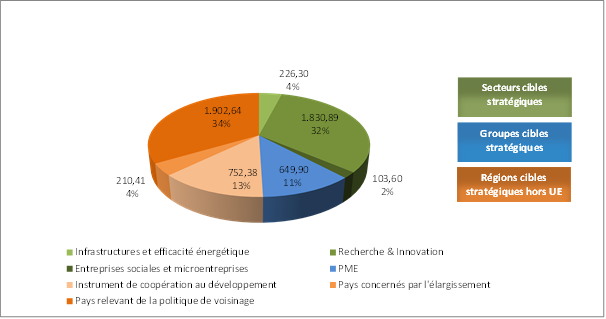 226,30
4%
1.830,89
32%
103,60
2%
649,90
11%
752,38
13%
210,41
4%
1.902,64
34%
Secteurs cibles
stratégiques
Groupes cibles
stratégiques
Régions cibles
stratégiques hors UE
Infrastructures et efficacité énergétique
Recherche & Innovation
Entreprises sociales et microentreprises
PME
Instrument de coopération au développement
Pays concernés par l'élargissement
Pays relevant de la politique de voisinage